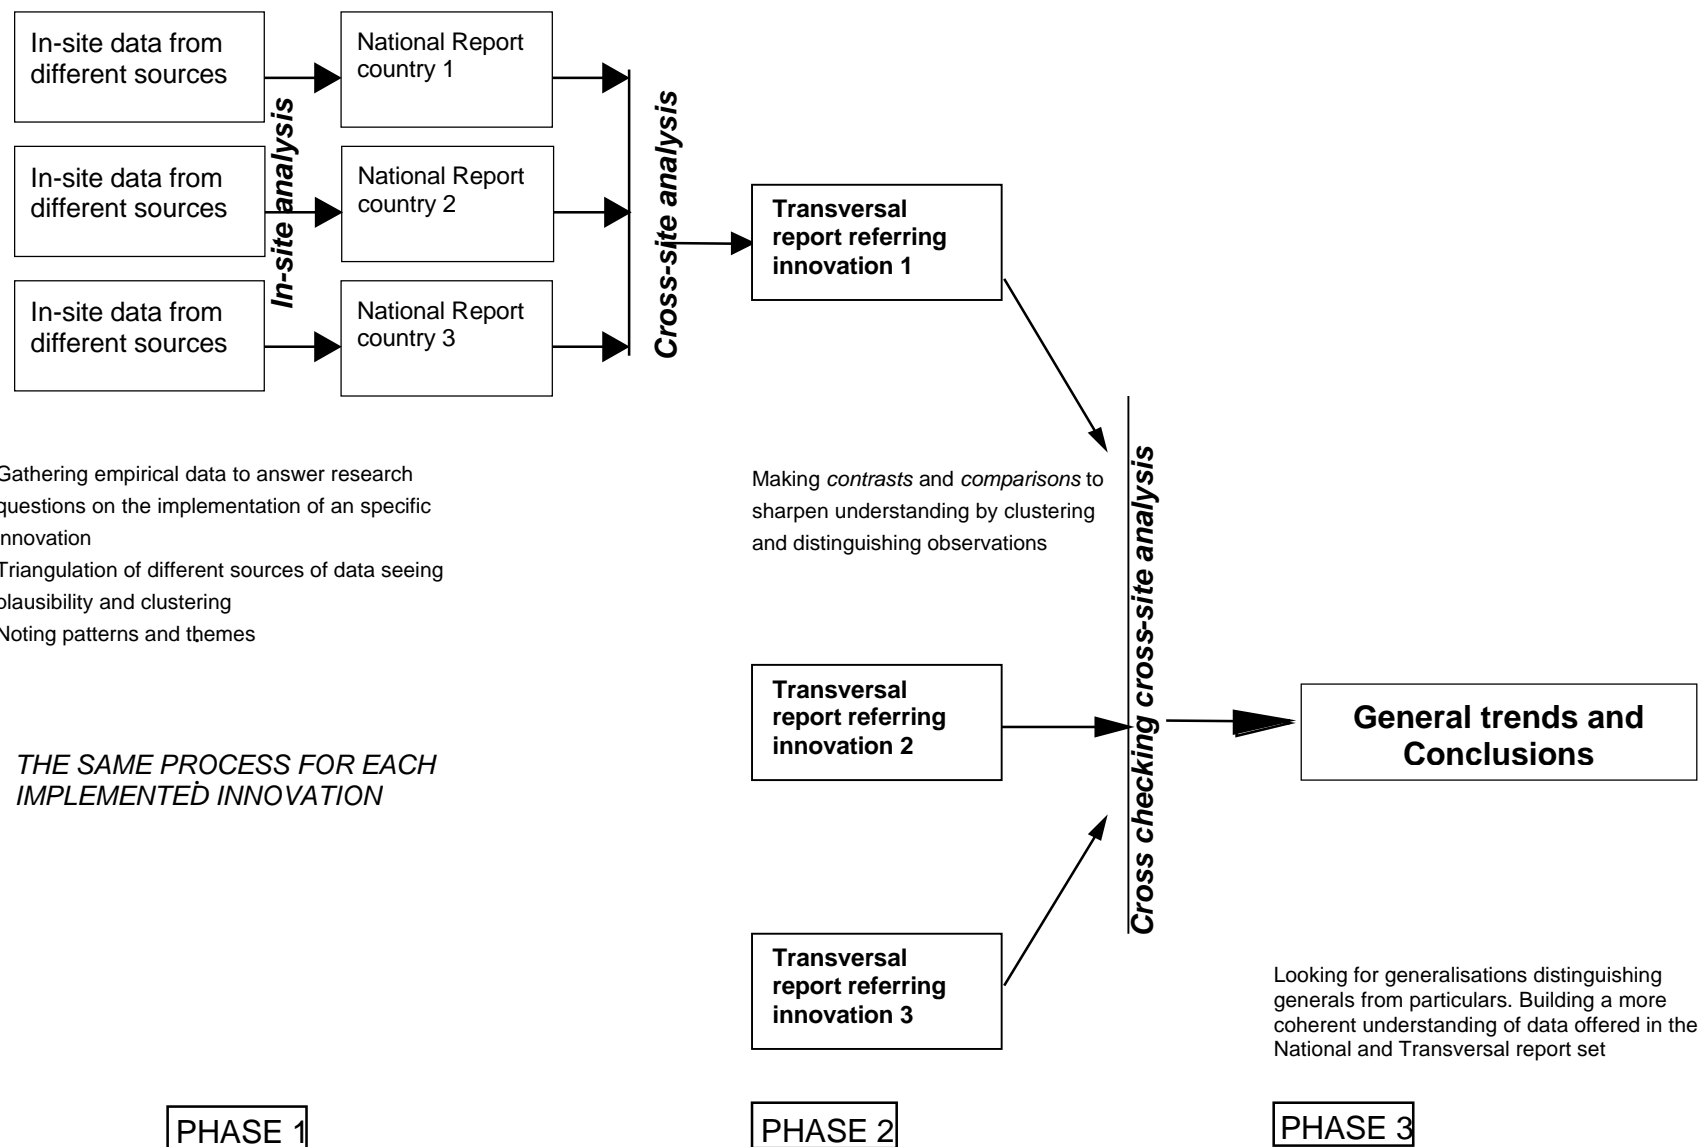 In-site data from
different sources
National Report
country 1
In-site data from
different sources
National Report
country 2
In-site data from
different sources
National Report
country 3
In-site analysis
Cross-site analysis
Transversal
report referring
innovation 1
Gathering empirical data to answer research
questions on the implementation of an specific
innovation
Triangulation of different sources of data seeing
plausibility and clustering
Noting patterns and themes
THE SAME PROCESS FOR EACH
IMPLEMENTED INNOVATION
Making contrasts and comparisons to
sharpen understanding by clustering
and distinguishing observations
Transversal
report referring
innovation 2
Transversal
report referring
innovation 3
Cross checking cross-site analysis
General trends and
Conclusions
Looking for generalisations distinguishing
generals from particulars. Building a more
coherent understanding of data offered in the
National and Transversal report set
PHASE 1
PHASE 2
PHASE 3